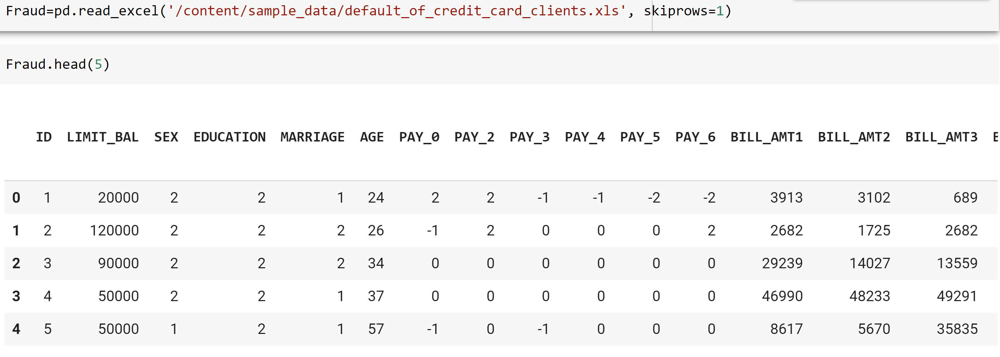 Fraud=pd.read_excel('/content/sample_data/default_of_credit_card_clients.xls', skiprows=1)
Fraud.head(5)
ID LIMIT_BAL SEX EDUCATION MARRIAGE AGE PAY_0 PAY_2 PAY_3 PAY_4 PAY_5 PAY_6 BILL_AMT1 BILL_AMT2 BILL_AMT3
0 1 20000 2 2 1 24 2 2 -1 -1 -2 -2 3913 3102 689
1 2 120000 2 2 2 26 -1 2 0 0 0 2 2682 1725 2682
2 3 90000 2 2 2 34 0 0 0 0 0 0 29239 14027 13559
3 4 50000 2 2 1 37 0 0 0 0 0 0 46990 48233 49291
4 5 50000 1 2 1 57 -1 0 -1 0 0 0 8617 5670 35835